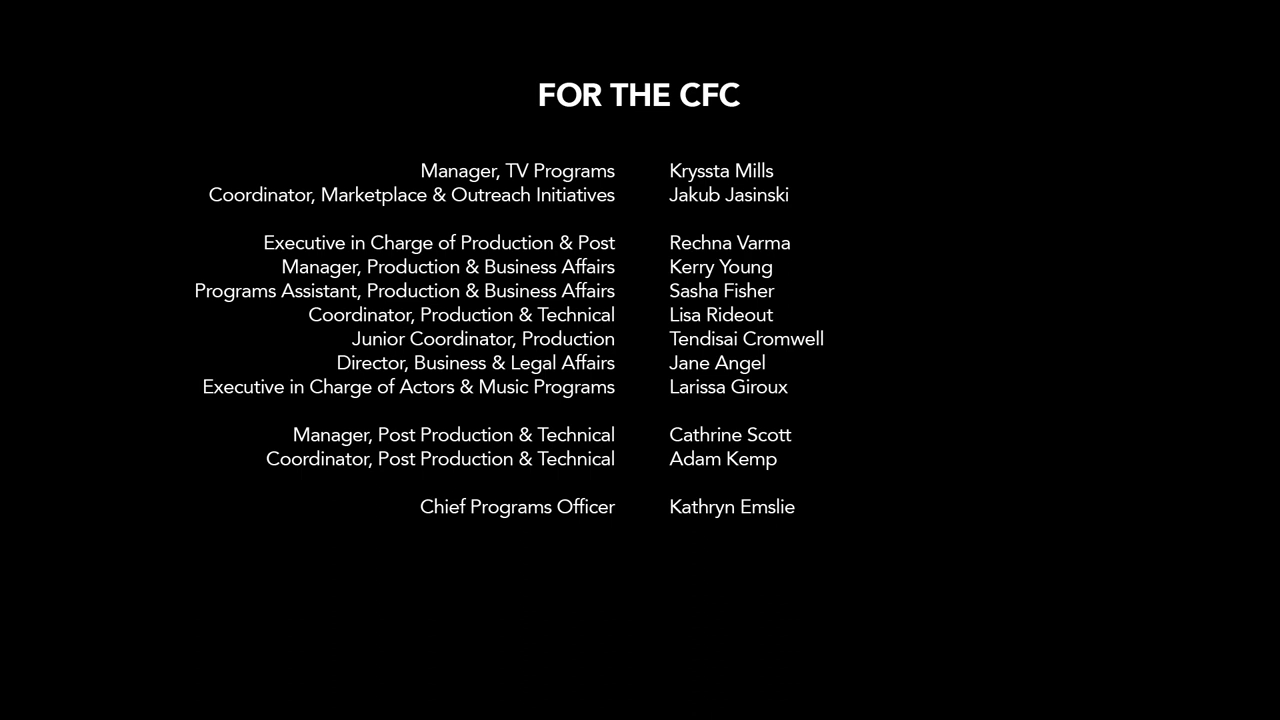 FOR THE CFC
Manager, TV Programs Kryssta Mills
Coordinator, Marketplace & Outreach Initiatives Jakub Jasinski
Executive in Charge of Production & Post Rechna Varma
Manager, Production & Business Affairs Kerry Young
Programs Assistant, Production & Business Affairs Sasha Fisher
Coordinator, Production & Technical Lisa Rideout
Junior Coordinator, Production Tendisai Cromwell
Director, Business & Legal Affairs Jane Angel
Executive in Charge of Actors & Music Programs Larissa Giroux
Manager, Post Production & Technical Cathrine Scott
Coordinator, Post Production & Technical Adam Kemp
Chief Programs Officer Kathryn Emslie